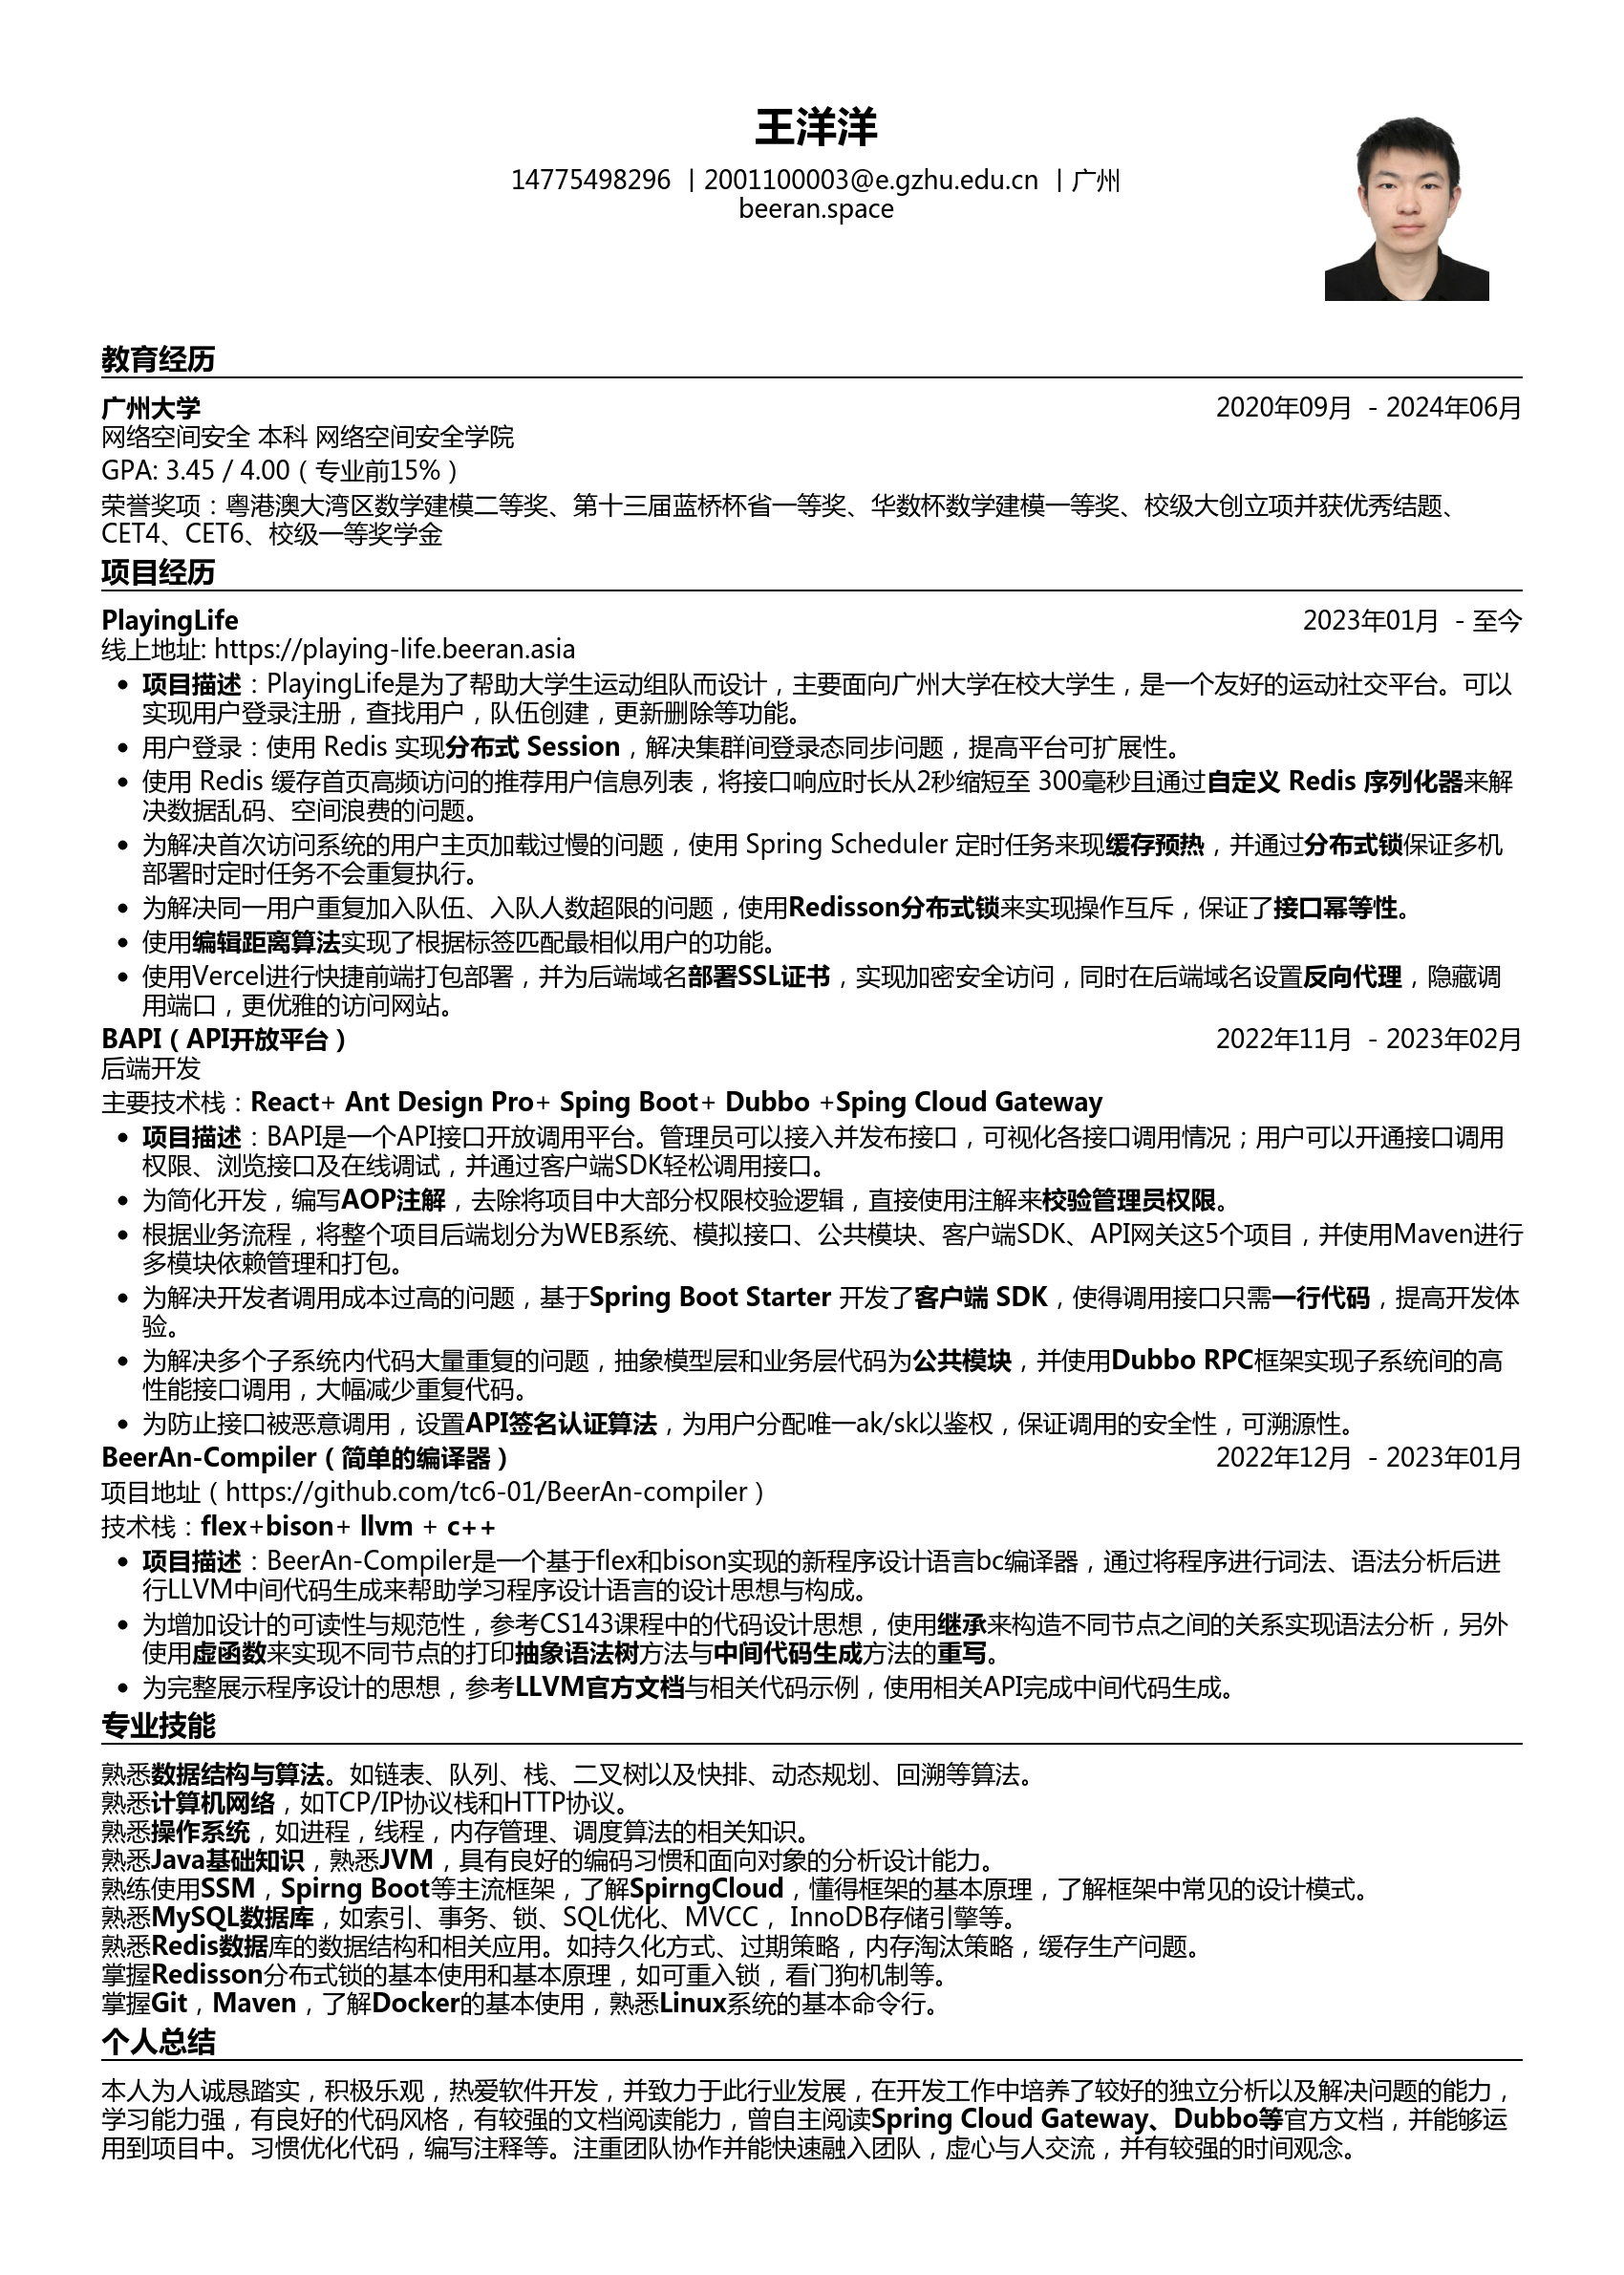 王洋洋
14775498296 | 2001100003@e.gzhu.edu.cn | 广州
beeran.space
教育经历
广州大学 2020年09月 - 2024年06月
网络空间安全 本科 网络空间安全学院
GPA: 3.45 / 4.00（专业前15%）
荣誉奖项：粤港澳大湾区数学建模二等奖、第十三届蓝桥杯省一等奖、华数杯数学建模一等奖、校级大创立项并获优秀结题、
CET4、CET6、校级一等奖学金
项目经历
PlayingLife 2023年01月 - 至今
线上地址: https://playing-life.beeran.asia
• 项目描述：PlayingLife是为了帮助大学生运动组队而设计，主要面向广州大学在校大学生，是一个友好的运动社交平台。可以
实现用户登录注册，查找用户，队伍创建，更新删除等功能。
• 用户登录：使用 Redis 实现分布式 Session，解决集群间登录态同步问题，提高平台可扩展性。
• 使用 Redis 缓存首页高频访问的推荐用户信息列表，将接口响应时长从2秒缩短至 300毫秒且通过自定义 Redis 序列化器来解
决数据乱码、空间浪费的问题。
• 为解决首次访问系统的用户主页加载过慢的问题，使用 Spring Scheduler 定时任务来现缓存预热，并通过分布式锁保证多机
部署时定时任务不会重复执行。
• 为解决同一用户重复加入队伍、入队人数超限的问题，使用Redisson分布式锁来实现操作互斥，保证了接口幂等性。
• 使用编辑距离算法实现了根据标签匹配最相似用户的功能。
• 使用Vercel进行快捷前端打包部署，并为后端域名部署SSL证书，实现加密安全访问，同时在后端域名设置反向代理，隐藏调
用端口，更优雅的访问网站。
BAPI（API开放平台） 2022年11月 - 2023年02月
后端开发
主要技术栈：React+ Ant Design Pro+ Sping Boot+ Dubbo +Sping Cloud Gateway
• 项目描述：BAPI是一个API接口开放调用平台。管理员可以接入并发布接口，可视化各接口调用情况；用户可以开通接口调用
权限、浏览接口及在线调试，并通过客户端SDK轻松调用接口。
• 为简化开发，编写AOP注解，去除将项目中大部分权限校验逻辑，直接使用注解来校验管理员权限。
• 根据业务流程，将整个项目后端划分为WEB系统、模拟接口、公共模块、客户端SDK、API网关这5个项目，并使用Maven进行
多模块依赖管理和打包。
• 为解决开发者调用成本过高的问题，基于Spring Boot Starter 开发了客户端 SDK，使得调用接口只需一行代码，提高开发体
验。
• 为解决多个子系统内代码大量重复的问题，抽象模型层和业务层代码为公共模块，并使用Dubbo RPC框架实现子系统间的高
性能接口调用，大幅减少重复代码。
• 为防止接口被恶意调用，设置API签名认证算法，为用户分配唯一ak/sk以鉴权，保证调用的安全性，可溯源性。
BeerAn-Compiler（简单的编译器） 2022年12月 - 2023年01月
项目地址（https://github.com/tc6-01/BeerAn-compiler）
技术栈：flex+bison+ llvm + c++
• 项目描述：BeerAn-Compiler是一个基于flex和bison实现的新程序设计语言bc编译器，通过将程序进行词法、语法分析后进
行LLVM中间代码生成来帮助学习程序设计语言的设计思想与构成。
• 为增加设计的可读性与规范性，参考CS143课程中的代码设计思想，使用继承来构造不同节点之间的关系实现语法分析，另外
使用虚函数来实现不同节点的打印抽象语法树方法与中间代码生成方法的重写。
• 为完整展示程序设计的思想，参考LLVM官方文档与相关代码示例，使用相关API完成中间代码生成。
专业技能
熟悉数据结构与算法。如链表、队列、栈、二叉树以及快排、动态规划、回溯等算法。
熟悉计算机网络，如TCP/IP协议栈和HTTP协议。
熟悉操作系统，如进程，线程，内存管理、调度算法的相关知识。
熟悉Java基础知识，熟悉JVM，具有良好的编码习惯和面向对象的分析设计能力。
熟练使用SSM，Spirng Boot等主流框架，了解SpirngCloud，懂得框架的基本原理，了解框架中常见的设计模式。
熟悉MySQL数据库，如索引、事务、锁、SQL优化、MVCC， InnoDB存储引擎等。
熟悉Redis数据库的数据结构和相关应用。如持久化方式、过期策略，内存淘汰策略，缓存生产问题。
掌握Redisson分布式锁的基本使用和基本原理，如可重入锁，看门狗机制等。
掌握Git，Maven，了解Docker的基本使用，熟悉Linux系统的基本命令行。
个人总结
本人为人诚恳踏实，积极乐观，热爱软件开发，并致力于此行业发展，在开发工作中培养了较好的独立分析以及解决问题的能力，
学习能力强，有良好的代码风格，有较强的文档阅读能力，曾自主阅读Spring Cloud Gateway、Dubbo等官方文档，并能够运
用到项目中。习惯优化代码，编写注释等。注重团队协作并能快速融入团队，虚心与人交流，并有较强的时间观念。